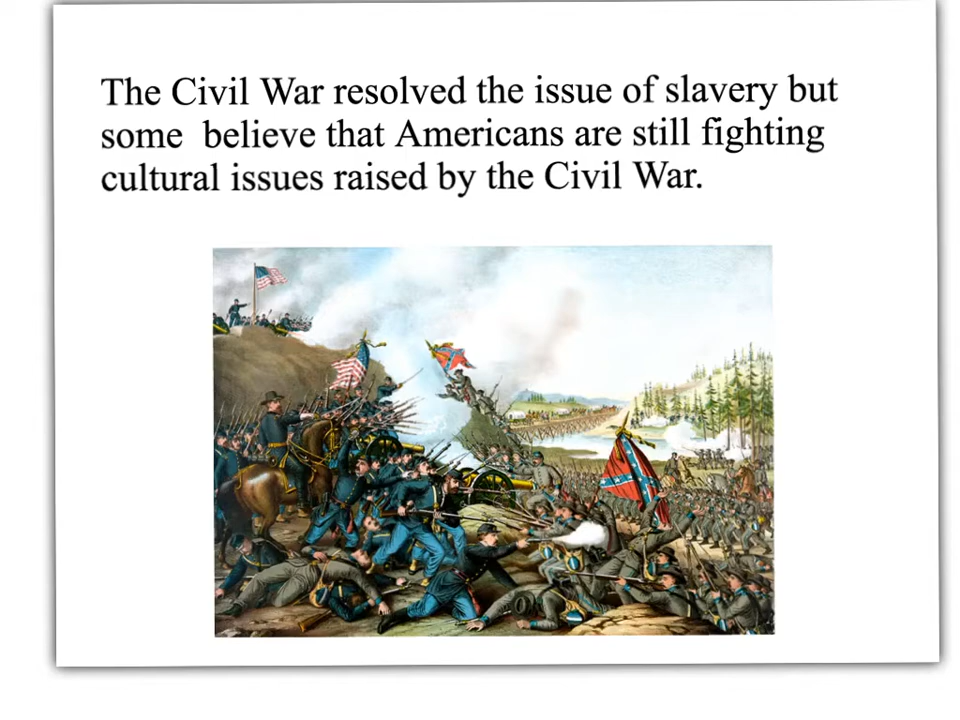 The Civil War resolved the issue of slavery but
some  believe that Americans are still fighting
cultural issues raised by the Civil War.